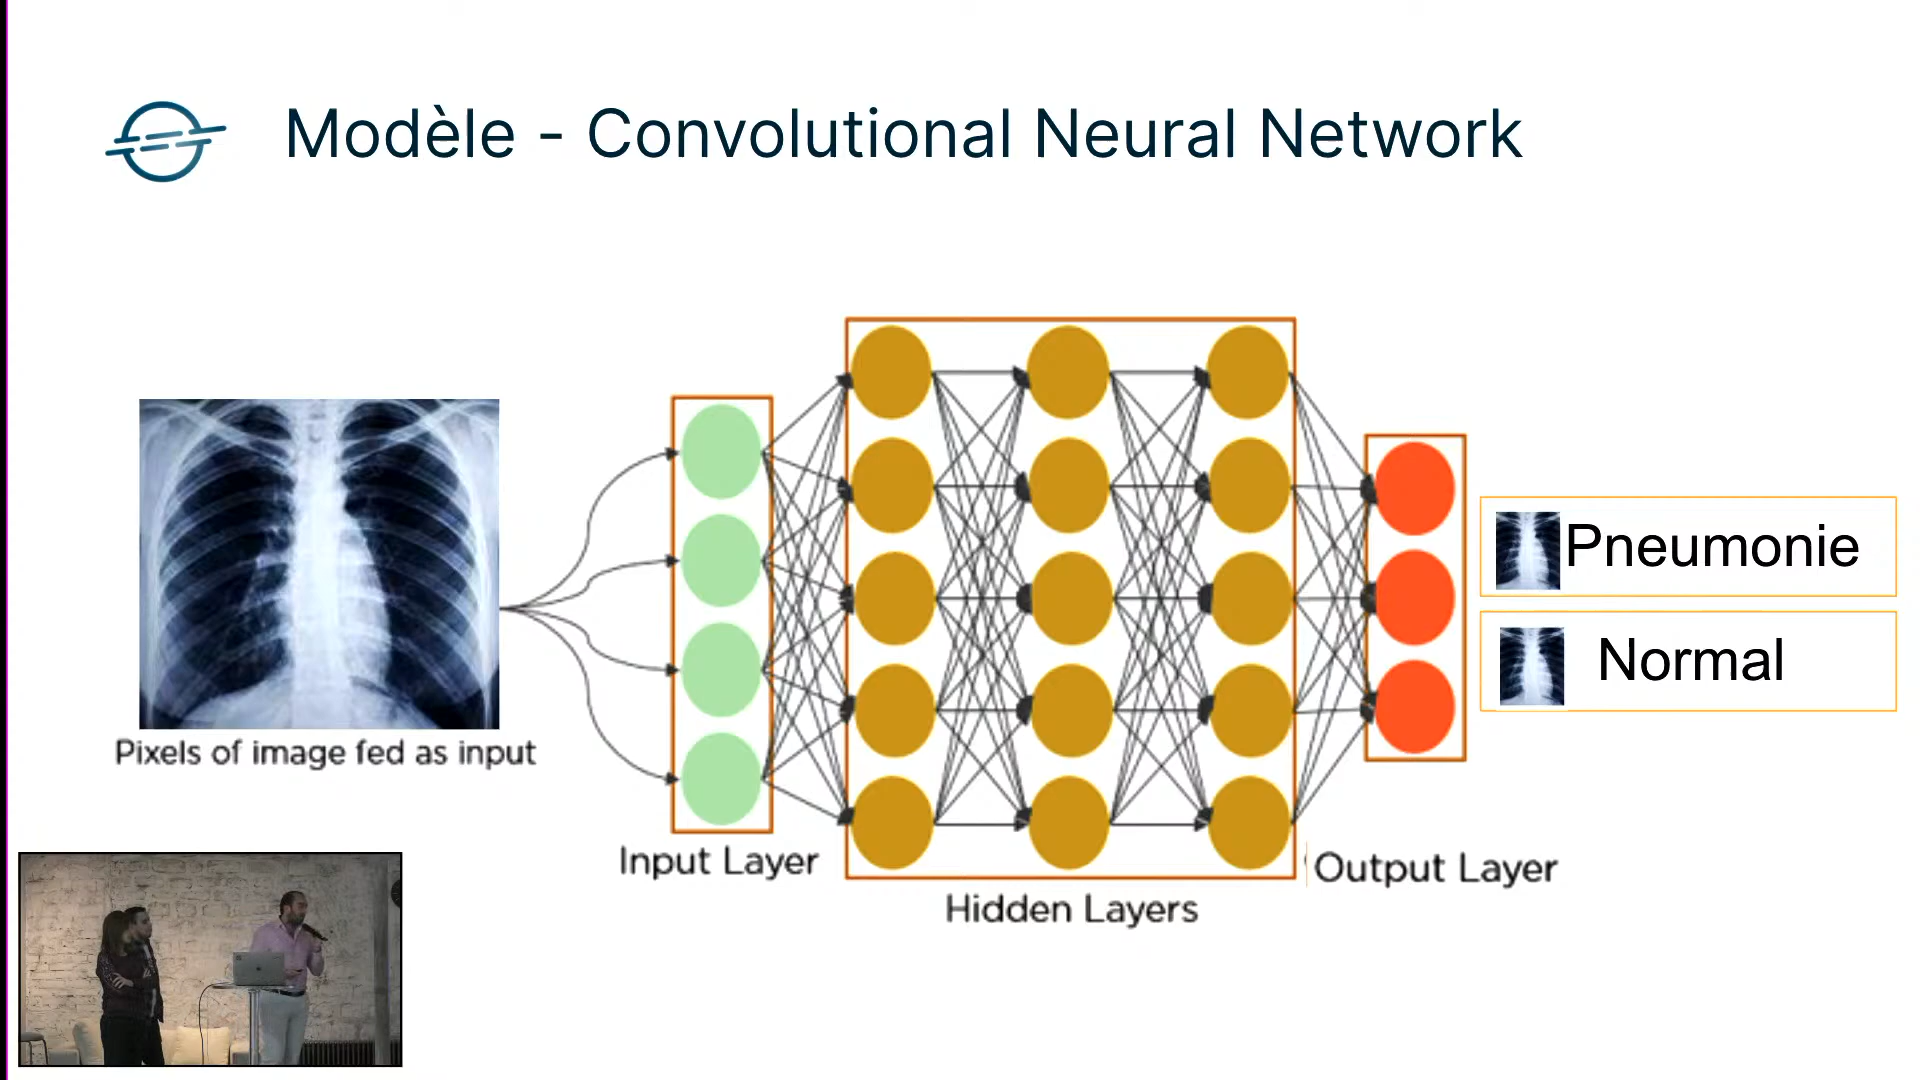 Modèle - Convolutional Neural Network
Pneumonie
Normal
Pixels of image fed as input
Input Layer
Output Layer
Hidden Layers